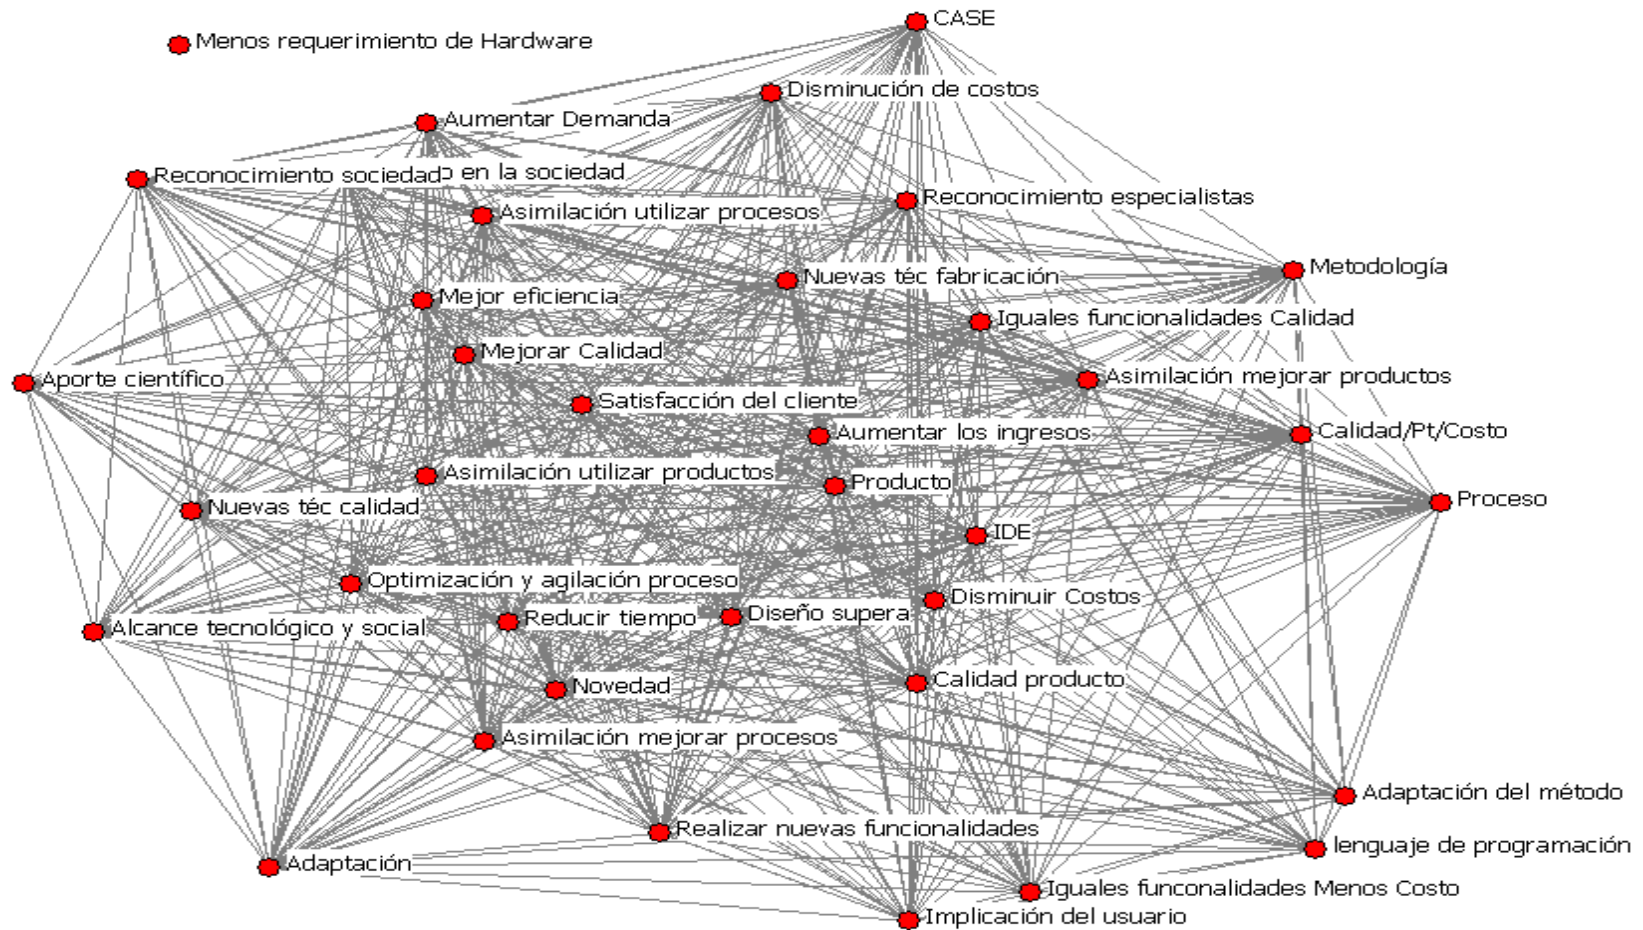 CASE
Menos requerimiento de Hardware
Disminución de costos
Aumentar Demanda
Reconocimiento sociedad
en la sociedad
Reconocimiento especialistas
Asimilación utilizar procesos
Metodología
Nuevas téc fabricación
Mejor eficiencia
Iguales funcionalidades Calidad
Mejorar Calidad
Asimilación mejorar productos
Aporte científico
Satisfacción del cliente
Aumentar los ingresos
Calidad/Pt/Costo
Asimilación utilizar productos
Producto
Proceso
Nuevas téc calidad
IDE
Optimización y agilación proceso
Disminuir Costos
Diseño supera
Reducir tiempo
Alcance tecnológico y social
Calidad producto
Novedad
Asimilación mejorar procesos
Adaptación del método
Realizar nuevas funcionalidades
lenguaje de programación
Adaptación
Iguales funconalidades Menos Costo
Implicación del usuario